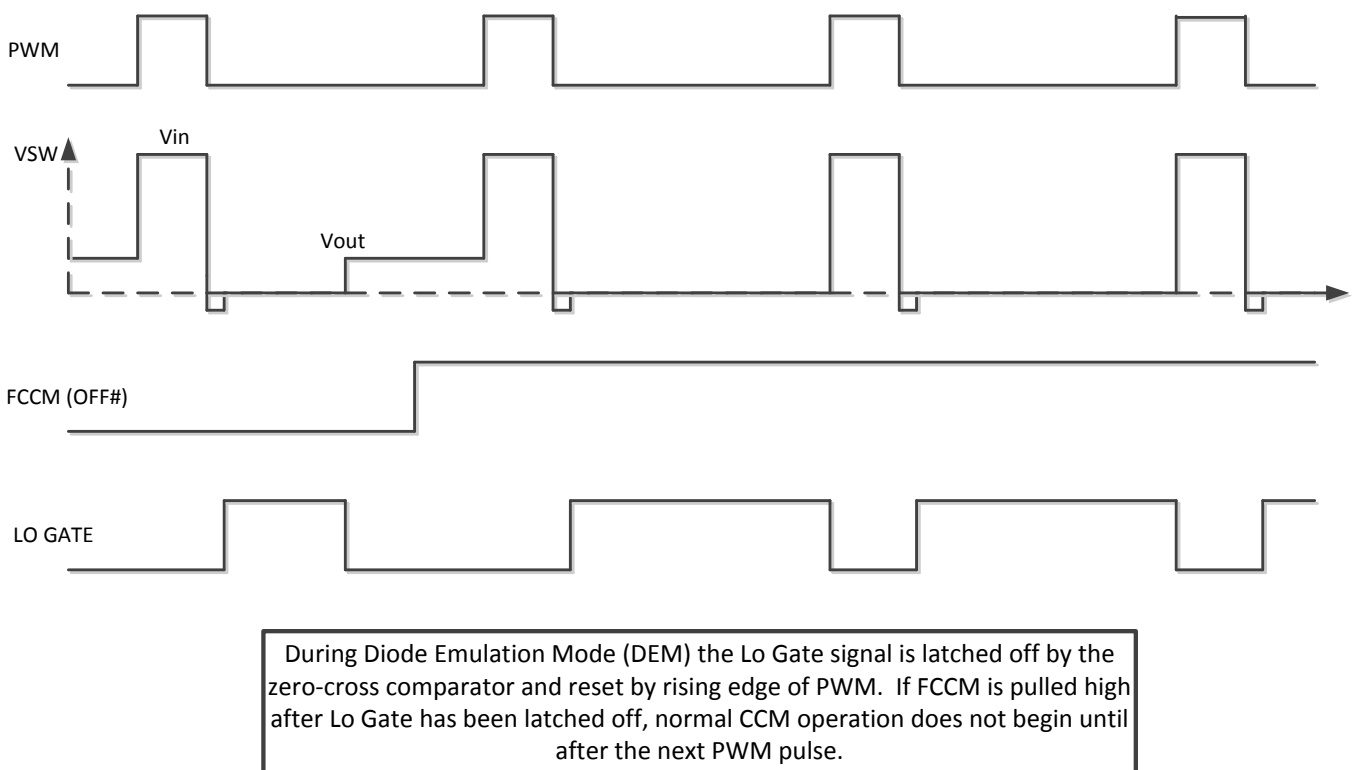 PWM
Vin
VSW
Vout
FCCM (OFF#)
LO GATE
During Diode Emulation Mode (DEM) the Lo Gate signal is latched off by the
zero-cross comparator and reset by rising edge of PWM.  If FCCM is pulled high
after Lo Gate has been latched off, normal CCM operation does not begin until
after the next PWM pulse.